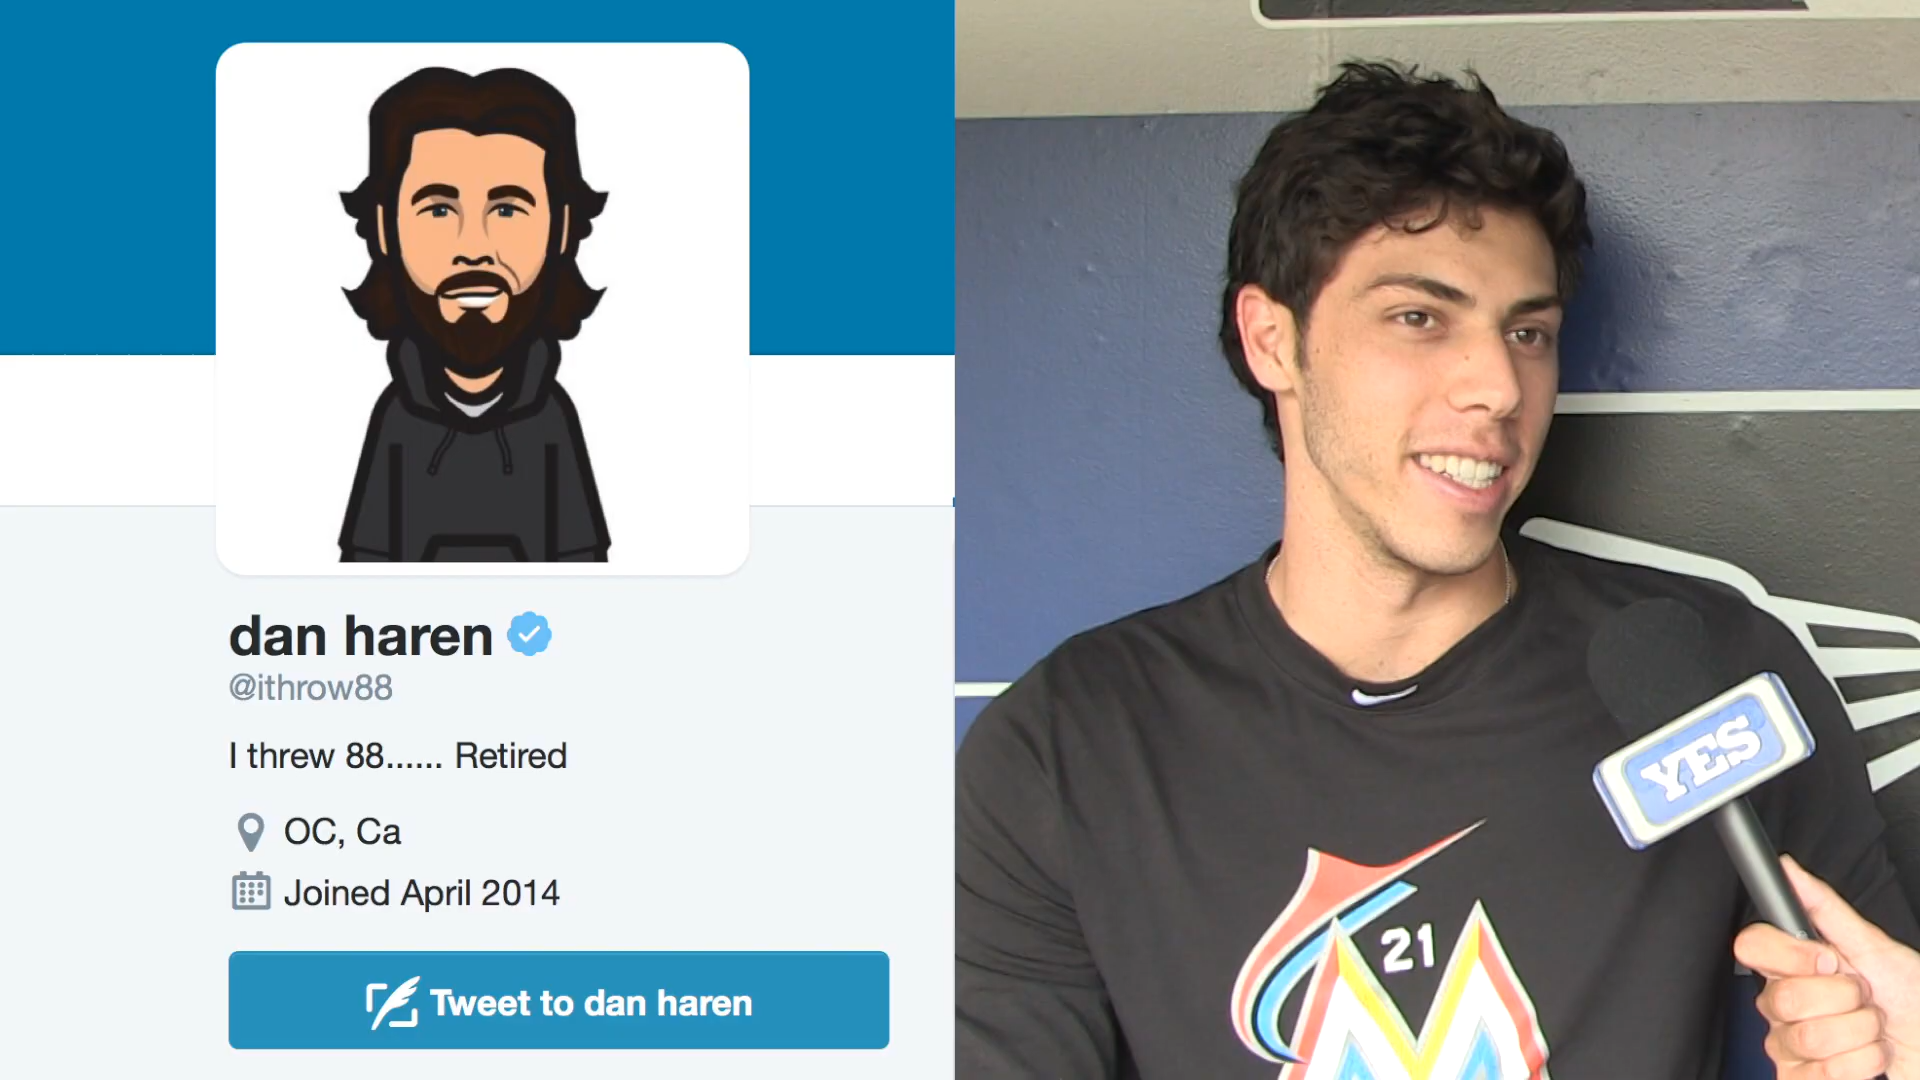 dan haren
@ithrow88
I threw 88...... Retired
OC, Ca
Joined April 2014
Tweet to dan haren
YES
21
M